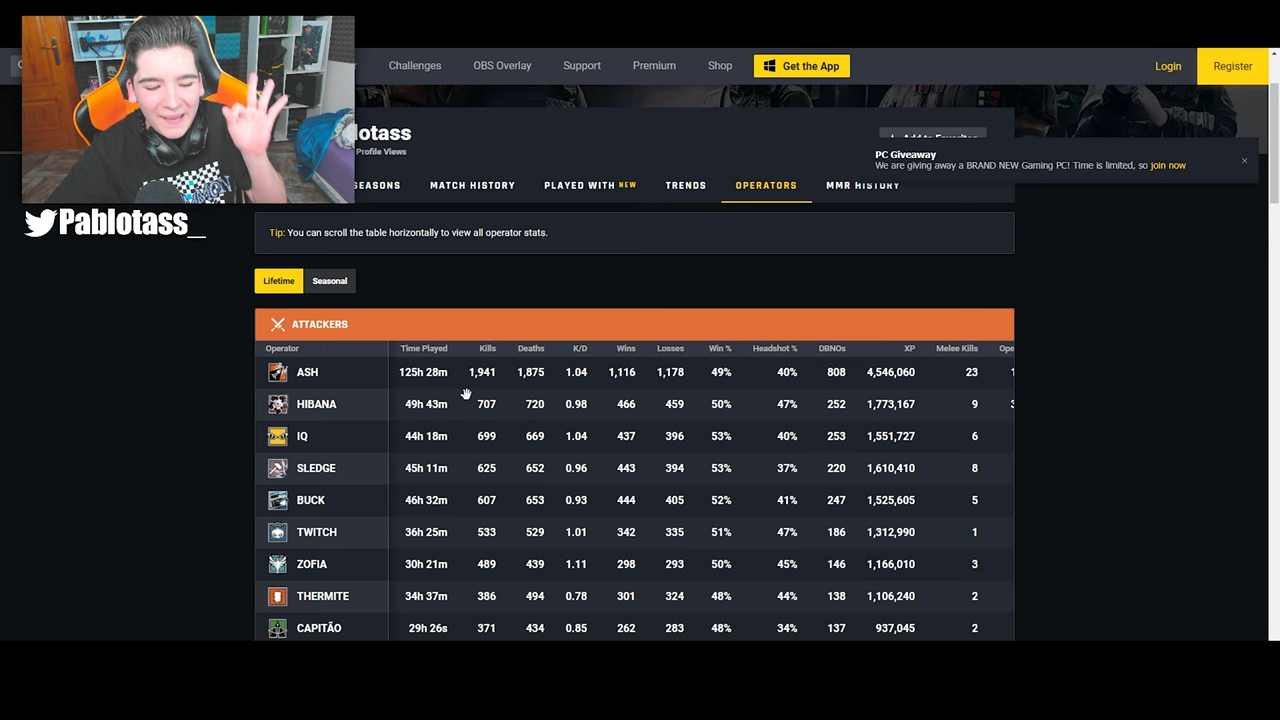 Challenges OBS Overlay Support Premium Shop Get the App Login Register
lotass
Profile Views
PC Giveaway
We are giving away a BRAND NEW Gaming PC! Time is limited, so join now
SEASONS MATCH HISTORY PLAYED WITH NEW TRENDS OPERATORS MMR HISTORY
Pablotass_
Tip: You can scroll the table horizontally to view all operator stats.
Lifetime Seasonal
ATTACKERS
Operator Time Played Kills Deaths K/D Wins Losses Win % Headshot % DBNOs XP Melee Kills Ope
ASH 125h 28m 1,941 1,875 1.04 1,116 1,178 49% 40% 808 4,546,060 23
HIBANA 49h 43m 707 720 0.98 466 459 50% 47% 252 1,773,167 9
IQ 44h 18m 699 669 1.04 437 396 53% 40% 253 1,551,727 6
SLEDGE 45h 11m 625 652 0.96 443 394 53% 37% 220 1,610,410 8
BUCK 46h 32m 607 653 0.93 444 405 52% 41% 247 1,525,605 5
TWITCH 36h 25m 533 529 1.01 342 335 51% 47% 186 1,312,990 1
ZOFIA 30h 21m 489 439 1.11 298 293 50% 45% 146 1,166,010 3
THERMITE 34h 37m 386 494 0.78 301 324 48% 44% 138 1,106,240 2
CAPITÃO 29h 26s 371 434 0.85 262 283 48% 34% 137 937,045 2